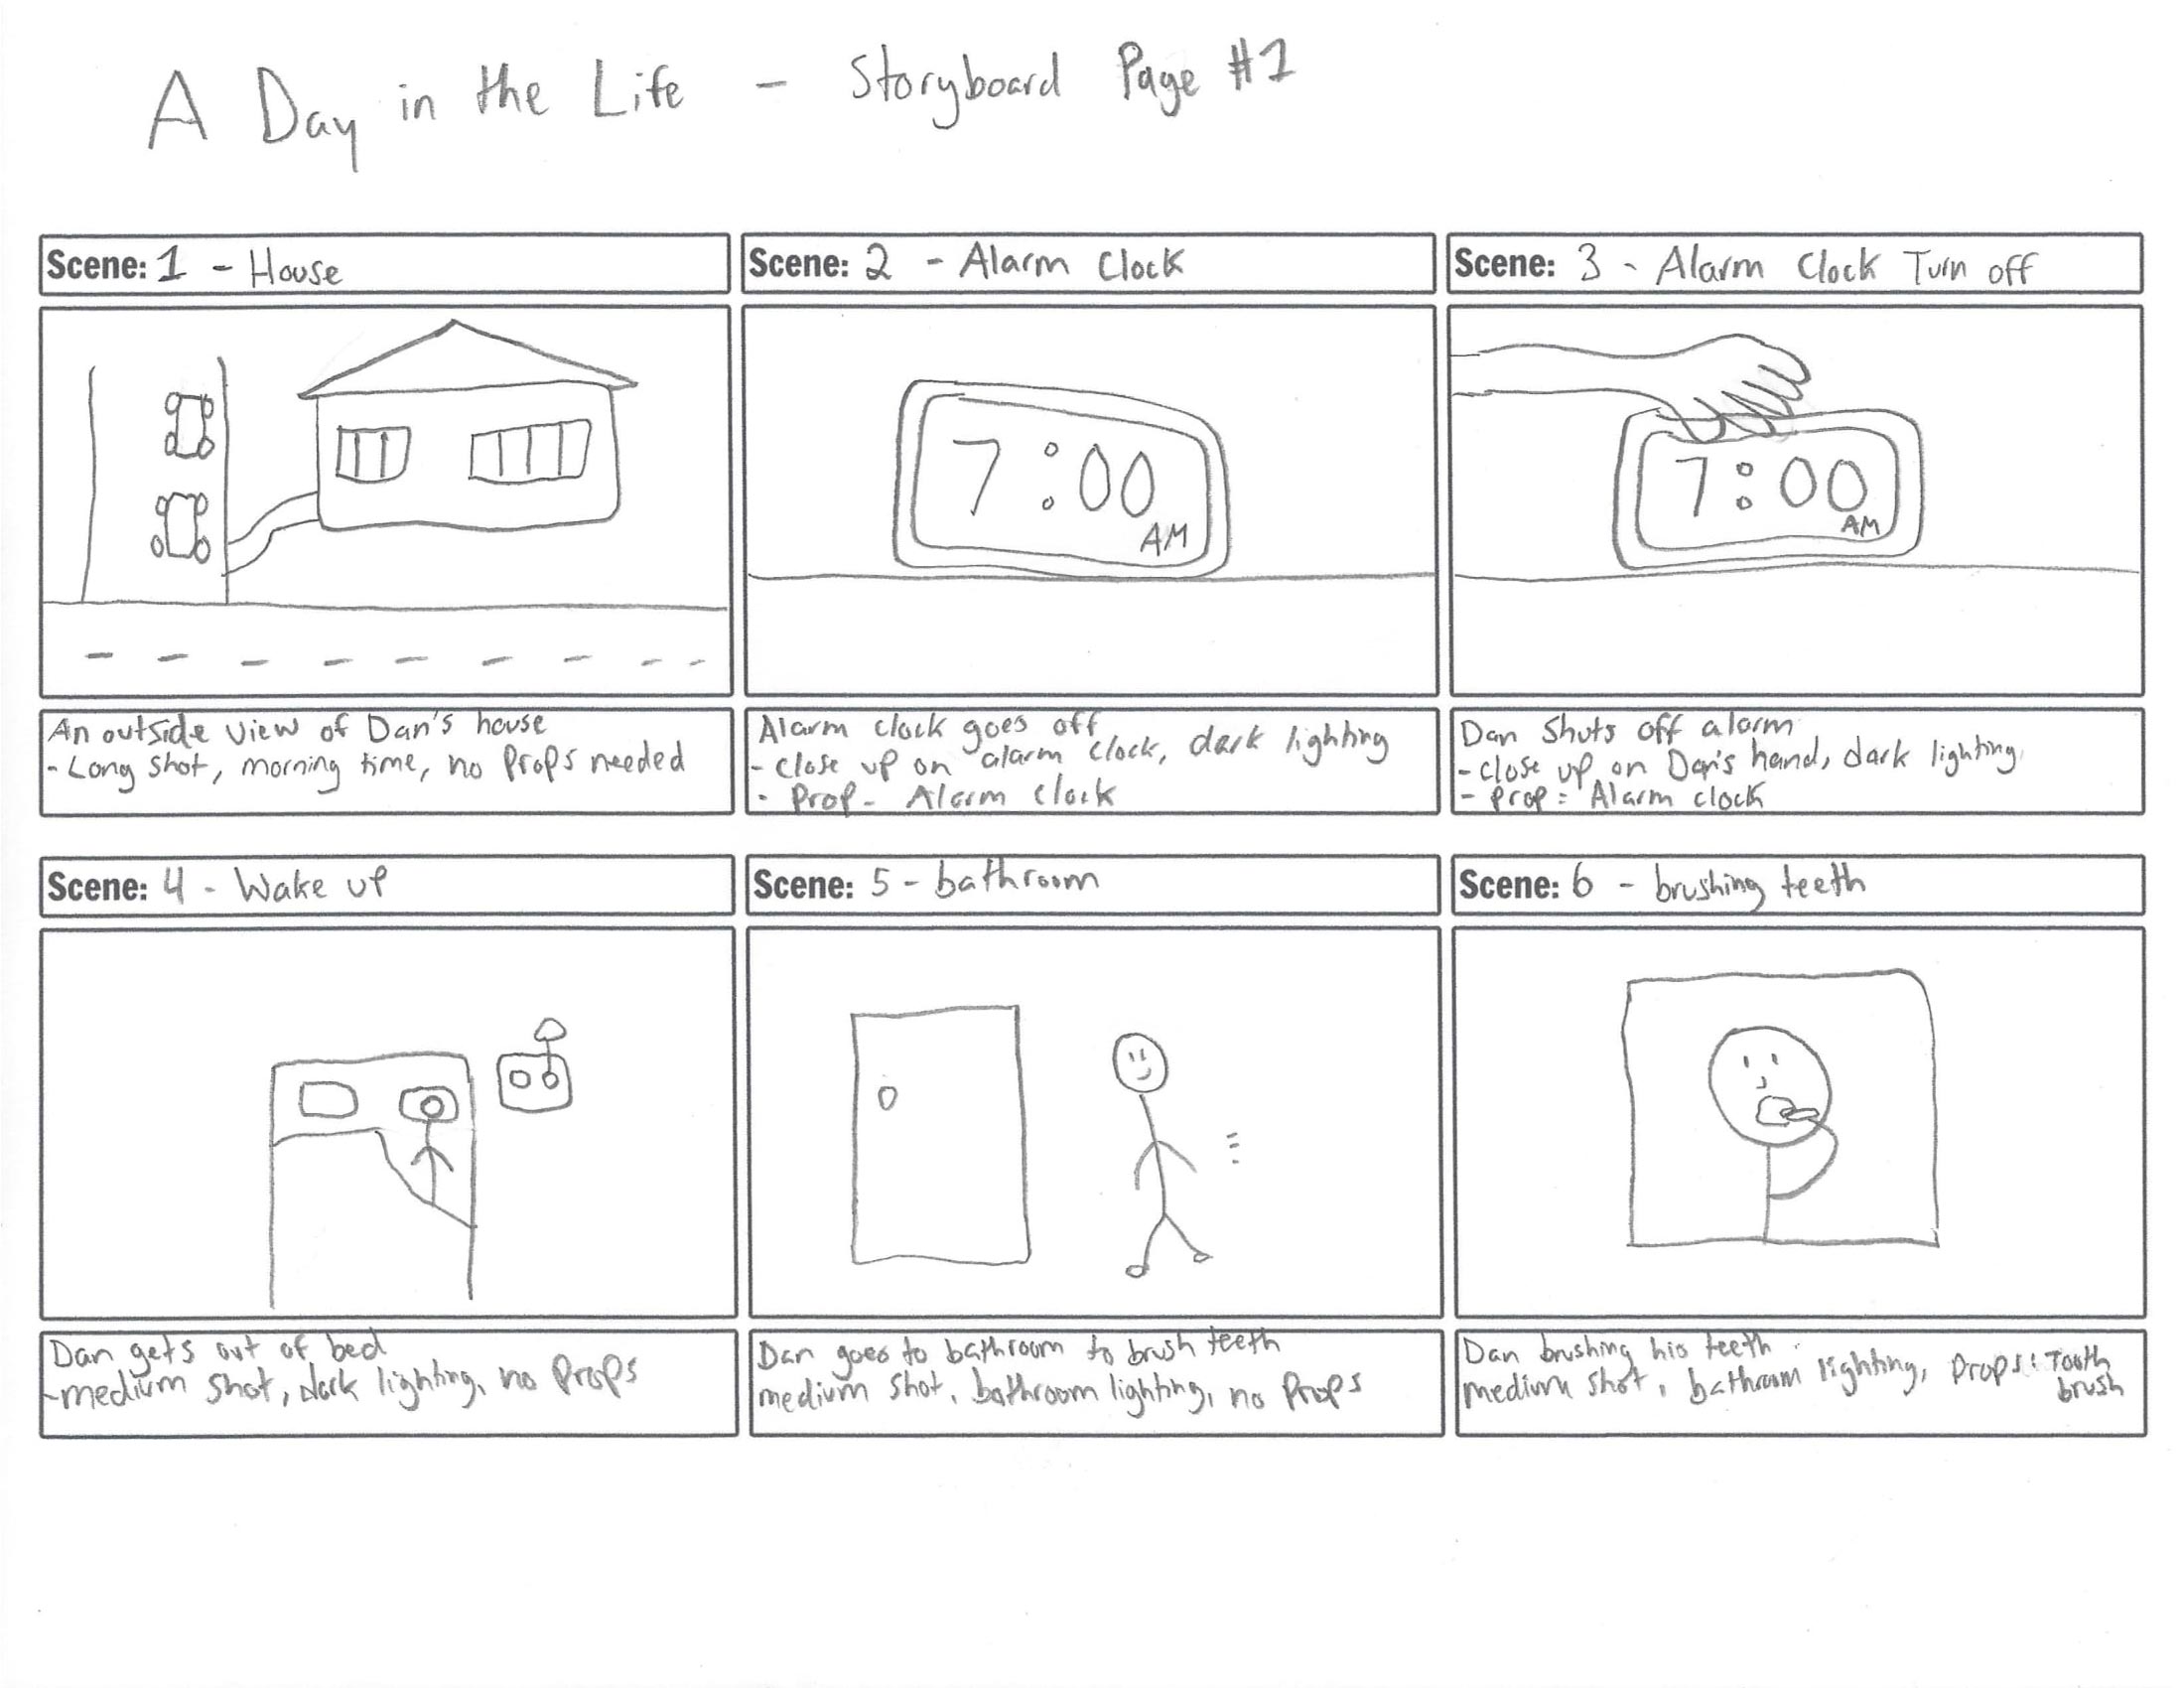 A Day in the Life - Storyboard Page #1
Scene: 1 - House
Scene: 2 - Alarm Clock
Scene: 3 - Alarm Clock Turn off
7:00
AM
7:00
AM
An outside view of Dan's house
- Long shot, morning time, no Props needed
Alarm clock goes off
- close up on alarm clock, dark lighting
- Prop - Alarm Clock
Dan Shuts off alarm
- close up on Dan's hand, dark lighting
- prop: Alarm clock
Scene: 4 - Wake up
Scene: 5 - bathroom
Scene: 6 - brushing teeth
Dan gets out of bed
- medium shot, dark lighting, no Props
Dan goes to bathroom to brush teeth
medium shot, bathroom lighting, no Props
Dan brushing his teeth
medium shot, bathroom lighting, Props: Tooth
brush